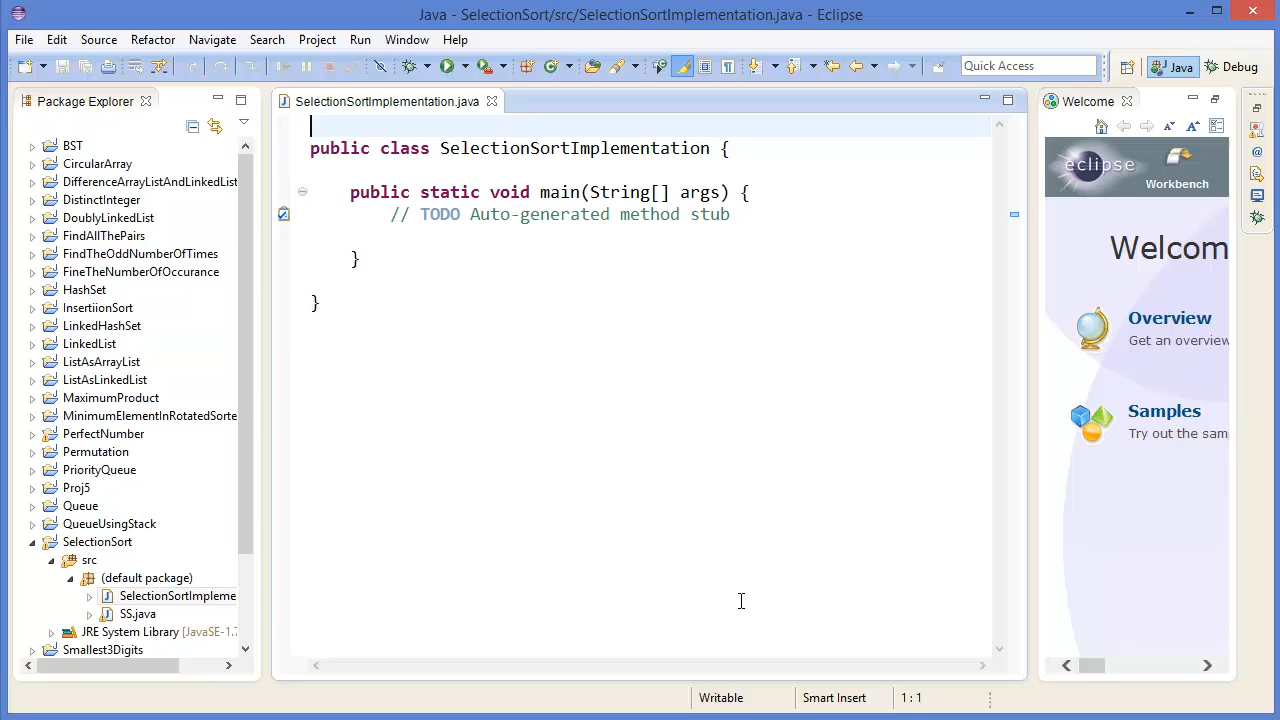 Java - SelectionSort/src/SelectionSortImplementation.java - Eclipse
File Edit Source Refactor Navigate Search Project Run Window Help
Quick Access
Java
Debug
Package Explorer
BST
CircularArray
DifferenceArrayListAndLinkedList
DistinctInteger
DoublyLinkedList
FindAllThePairs
FindTheOddNumberOfTimes
FineTheNumberOfOccurance
HashSet
InsertiionSort
LinkedHashSet
LinkedList
ListAsArrayList
ListAsLinkedList
MaximumProduct
MinimumElementInRotatedSorte
PerfectNumber
Permutation
PriorityQueue
Proj5
Queue
QueueUsingStack
SelectionSort
src
(default package)
SelectionSortImpleme
SS.java
JRE System Library [JavaSE-1.7
Smallest3Digits
SelectionSortImplementation.java
public class SelectionSortImplementation {
public static void main(String[] args) {
// TODO Auto-generated method stub
}
}
Welcome
eclipse
Workbench
Welcom
Overview
Get an overview
Samples
Try out the sam
Writable
Smart Insert
1 : 1